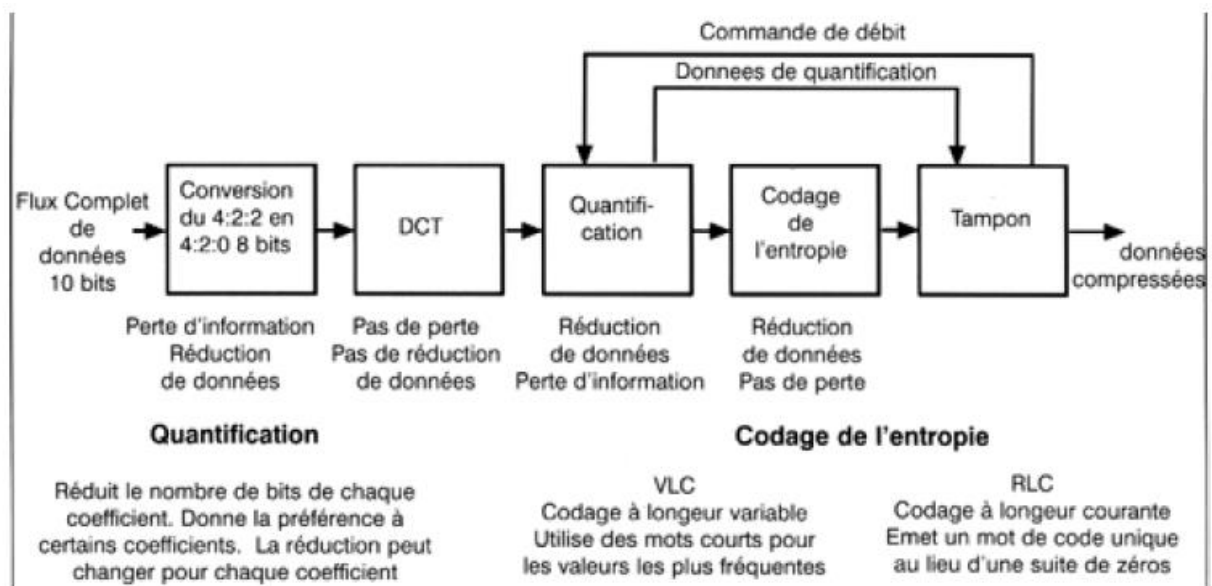 Commande de débit
Donnees de quantification
Flux Complet
de
données
10 bits
Conversion
du 4:2:2 en
4:2:0 8 bits
DCT
Quantifi-
cation
Codage
de
l'entropie
Tampon
données
compressées
Perte d'information
Réduction
de données
Pas de perte
Pas de réduction
de données
Réduction
de données
Perte d'information
Réduction
de données
Pas de perte
Quantification
Réduit le nombre de bits de chaque
coefficient. Donne la préférence à
certains coefficients. La réduction peut
changer pour chaque coefficient
Codage de l'entropie
VLC
Codage à longeur variable
Utilise des mots courts pour
les valeurs les plus fréquentes
RLC
Codage à longeur courante
Emet un mot de code unique
au lieu d'une suite de zéros